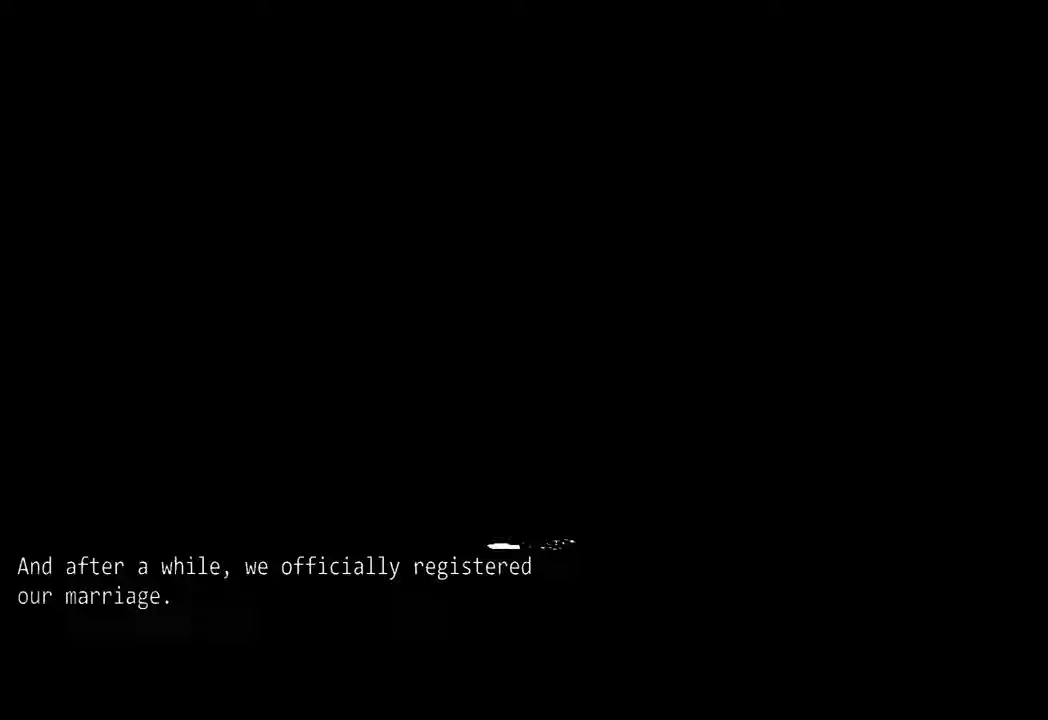 And after a while, we officially registered
our marriage.